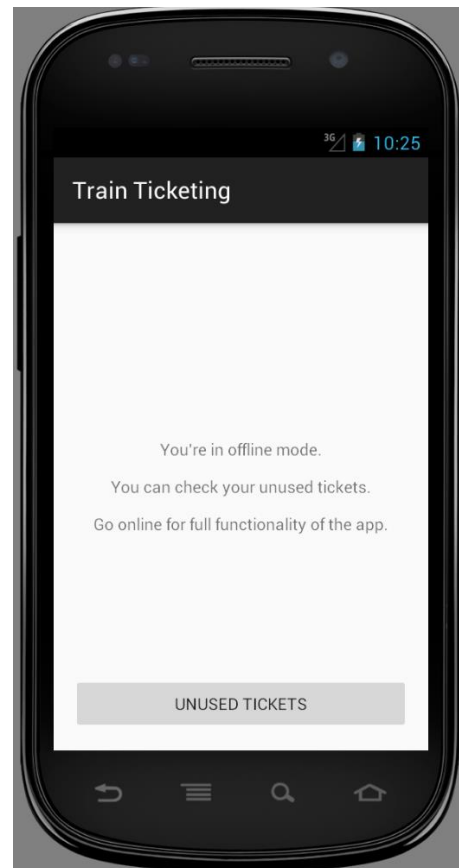 3G 10:25
Train Ticketing
You're in offline mode.
You can check your unused tickets.
Go online for full functionality of the app.
UNUSED TICKETS